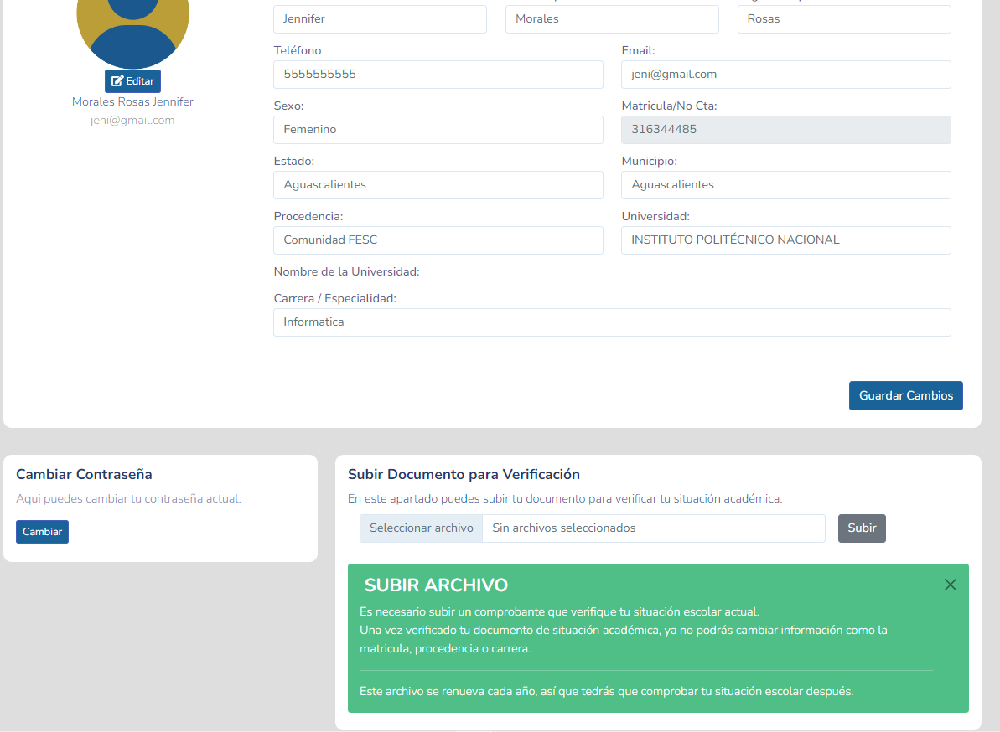 Jennifer Morales Rosas
Editar
Morales Rosas Jennifer
jeni@gmail.com
Teléfono Email:
5555555555 jeni@gmail.com
Sexo: Matricula/No Cta:
Femenino 316344485
Estado: Municipio:
Aguascalientes Aguascalientes
Procedencia: Universidad:
Comunidad FESC INSTITUTO POLITÉCNICO NACIONAL
Nombre de la Universidad:
Carrera / Especialidad:
Informatica
Guardar Cambios
Cambiar Contraseña
Aqui puedes cambiar tu contraseña actual.
Cambiar
Subir Documento para Verificación
En este apartado puedes subir tu documento para verificar tu situación académica.
Seleccionar archivo Sin archivos seleccionados Subir
SUBIR ARCHIVO
Es necesario subir un comprobante que verifique tu situación escolar actual.
Una vez verificado tu documento de situación académica, ya no podrás cambiar información como la
matricula, procedencia o carrera.
Este archivo se renueva cada año, así que tedrás que comprobar tu situación escolar después.